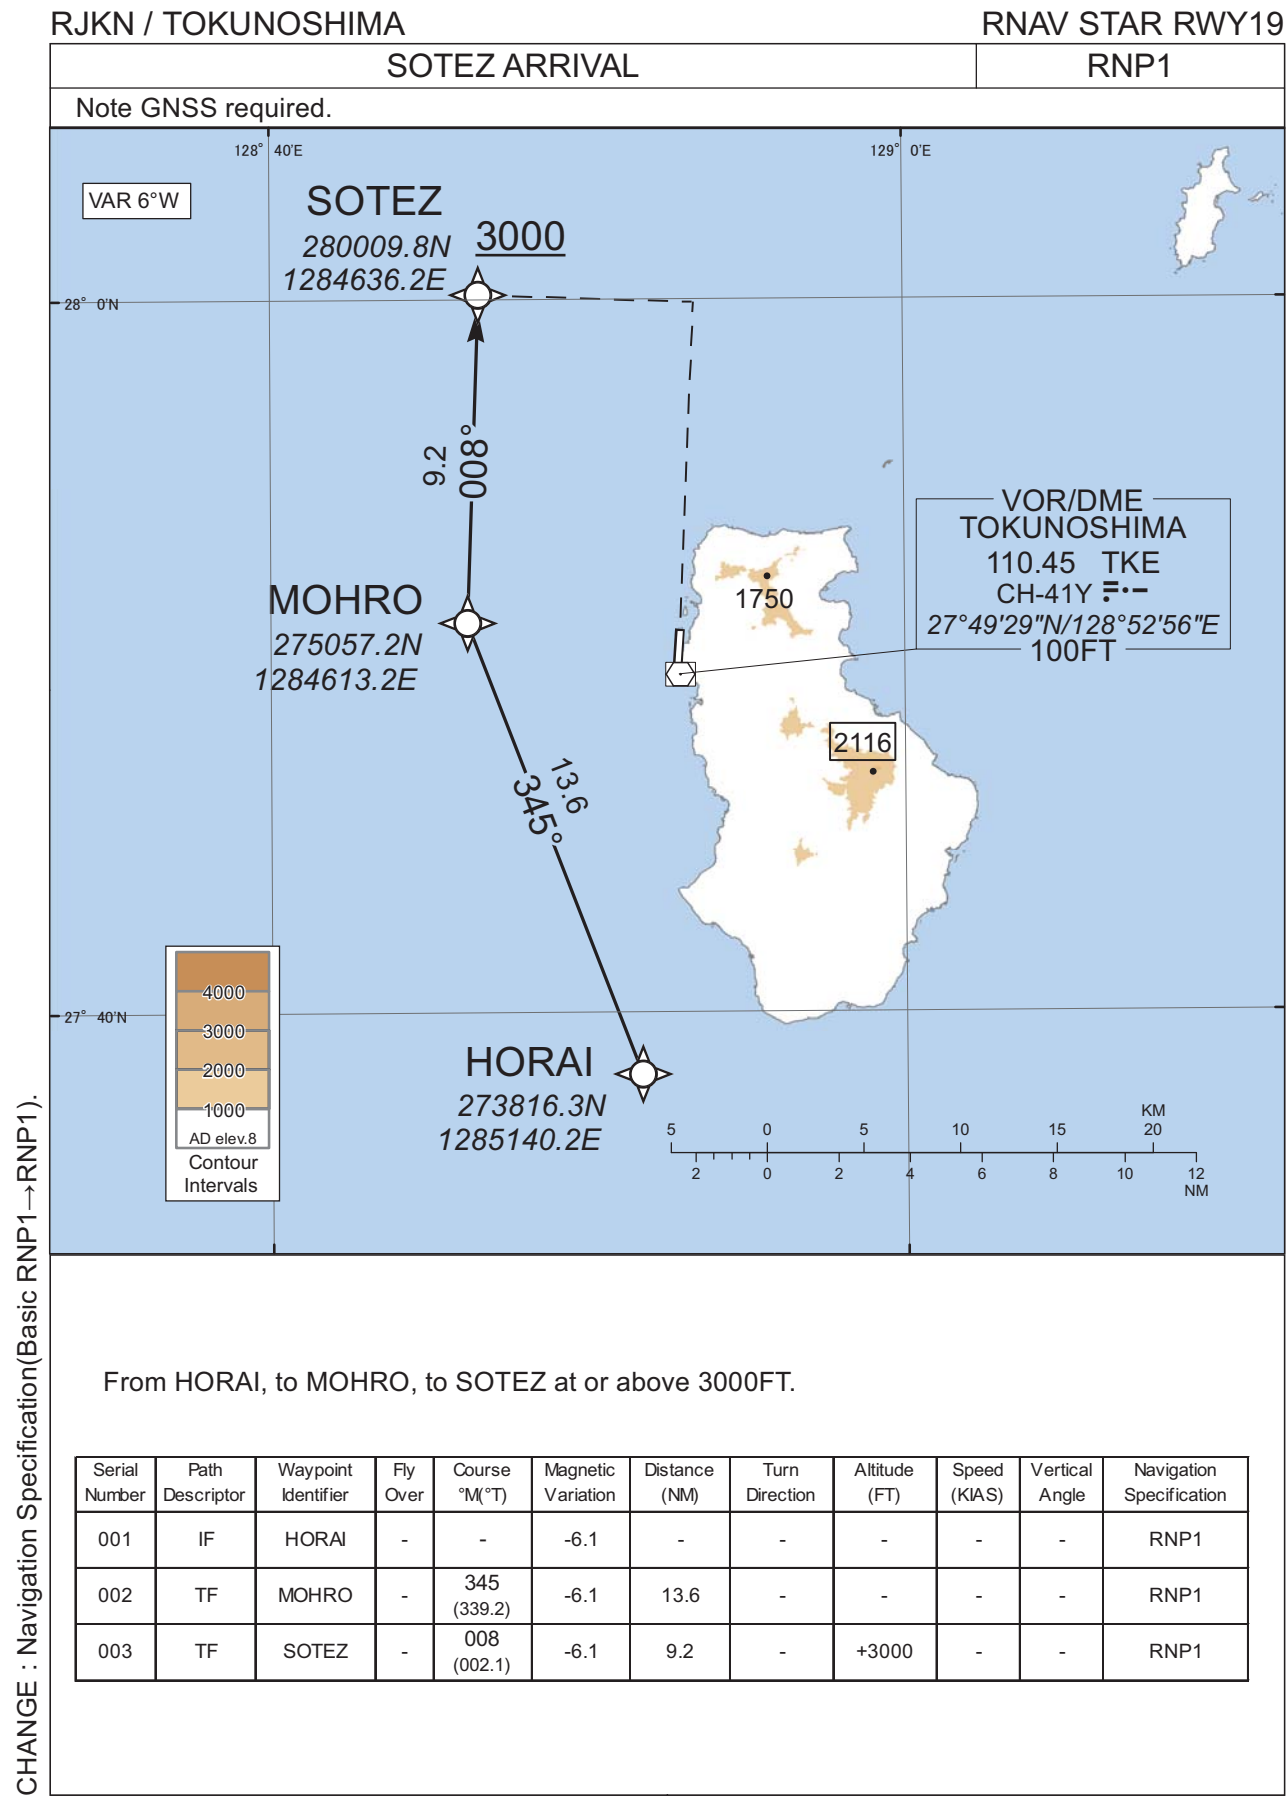 RJKN / TOKUNOSHIMA
RNAV STAR RWY19
SOTEZ ARRIVAL
RNP1
Note GNSS required.
128° 40'E
129° 0'E
VAR 6°W
SOTEZ
280009.8N
1284636.2E
3000
28° 0'N
9.2
008°
VOR/DME
TOKUNOSHIMA
110.45 TKE
CH-41Y
27°49'29"N/128°52'56"E
100FT
1750
MOHRO
275057.2N
1284613.2E
2116
13.6
345°
4000
3000
2000
1000
AD elev.8
Contour
Intervals
27° 40'N
HORAI
273816.3N
1285140.2E
KM
5 0 5 10 15 20
2 0 2 4 6 8 10 12
NM
From HORAI, to MOHRO, to SOTEZ at or above 3000FT.
Serial Number Path Descriptor Waypoint Identifier Fly Over Course °M(°T) Magnetic Variation Distance (NM) Turn Direction Altitude (FT) Speed (KIAS) Vertical Angle Navigation Specification
001 IF HORAI - - -6.1 - - - - - RNP1
002 TF MOHRO - 345 (339.2) -6.1 13.6 - - - - RNP1
003 TF SOTEZ - 008 (002.1) -6.1 9.2 - +3000 - - RNP1
CHANGE : Navigation Specification(Basic RNP1→RNP1).